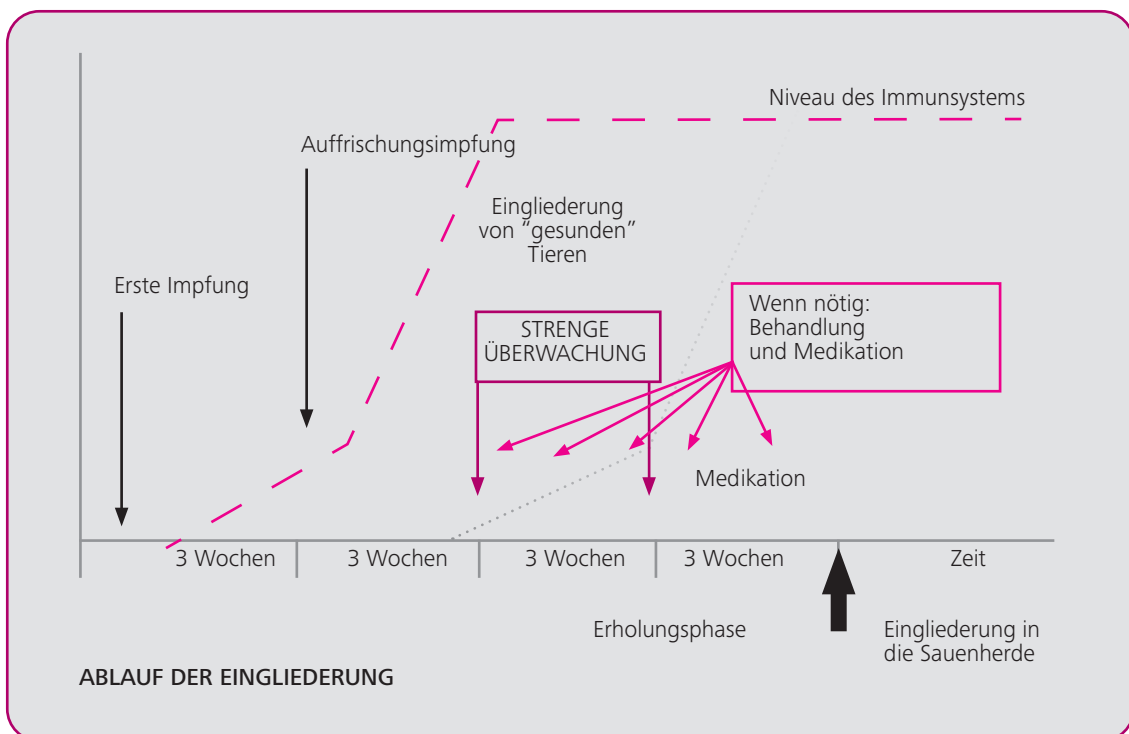 Niveau des Immunsystems
Auffrischungsimpfung
Eingliederung
von "gesunden"
Tieren
Erste Impfung
STRENGE
ÜBERWACHUNG
Wenn nötig:
Behandlung
und Medikation
Medikation
3 Wochen
3 Wochen
3 Wochen
3 Wochen
Zeit
Erholungsphase
Eingliederung in
die Sauenherde
ABLAUF DER EINGLIEDERUNG